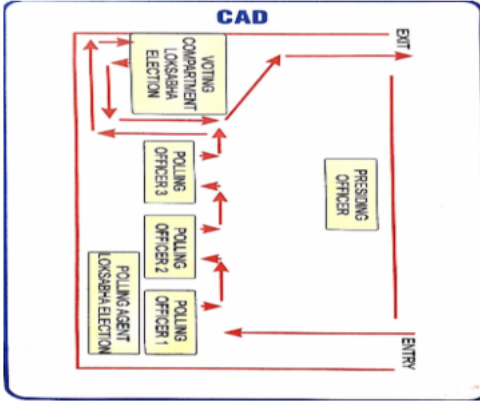 CAD
EXIT
VOTING
COMPARTMENT
LOKSABHA
ELECTION
POLLING
OFFICER 3
PRESIDING
OFFICER
POLLING
OFFICER 2
POLLING AGENT
LOKSABHA ELECTION
POLLING
OFFICER 1
ENTRY